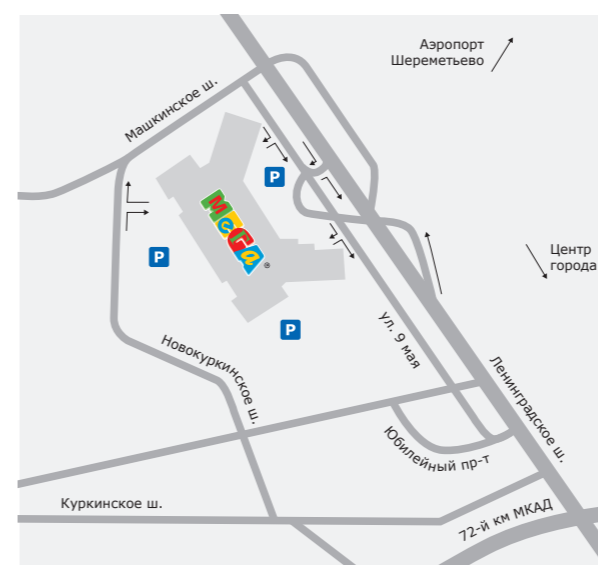 Аэропорт
Шереметьево
Машкинское ш.
P
мега
®
P
Центр
города
P
ул. 9 мая
Новокуркинское ш.
Ленинградское ш.
Юбилейный пр-т
Куркинское ш.
72-й км МКАД